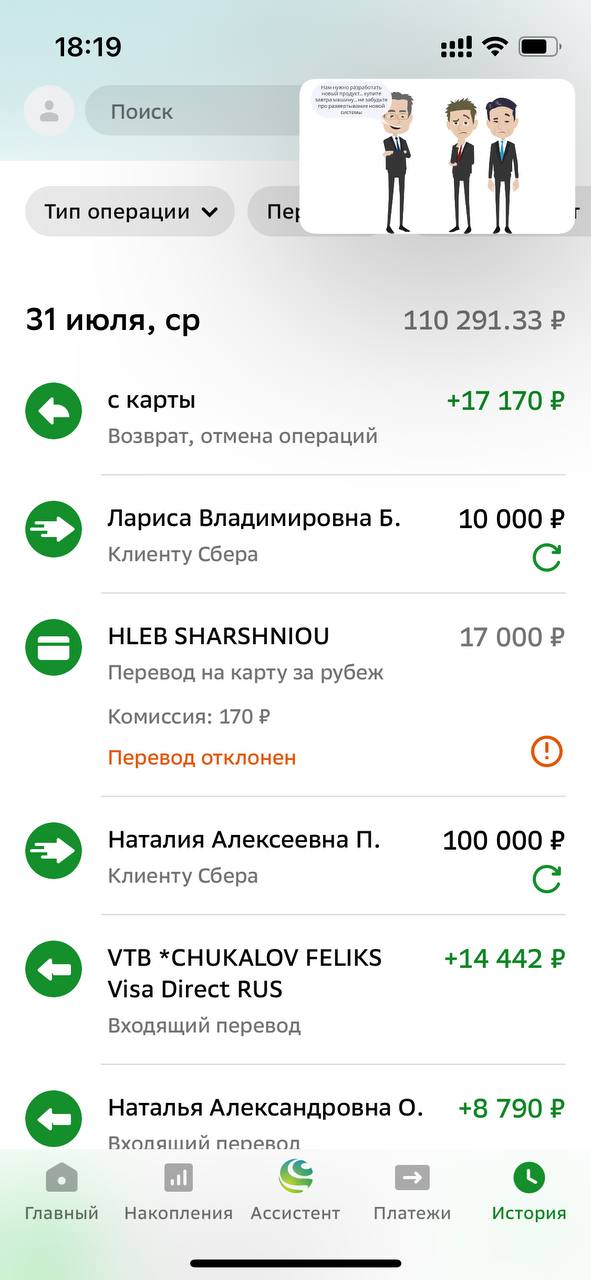 18:19
Поиск
Нам нужно разработать
новый продукт... купите
завтра машину... не забудьте
про развертывание новой
системы
Тип операции
Пер
т
31 июля, ср
110 291.33 ₽
с карты
+17 170 ₽
Возврат, отмена операций
Лариса Владимировна Б.
10 000 ₽
Клиенту Сбера
HLEB SHARSHNIOU
17 000 ₽
Перевод на карту за рубеж
Комиссия: 170 ₽
Перевод отклонен
Наталия Алексеевна П.
100 000 ₽
Клиенту Сбера
VTB *CHUKALOV FELIKS
+14 442 ₽
Visa Direct RUS
Входящий перевод
Наталья Александровна О.
+8 790 ₽
Входящий перевод
Главный
Накопления
Ассистент
Платежи
История